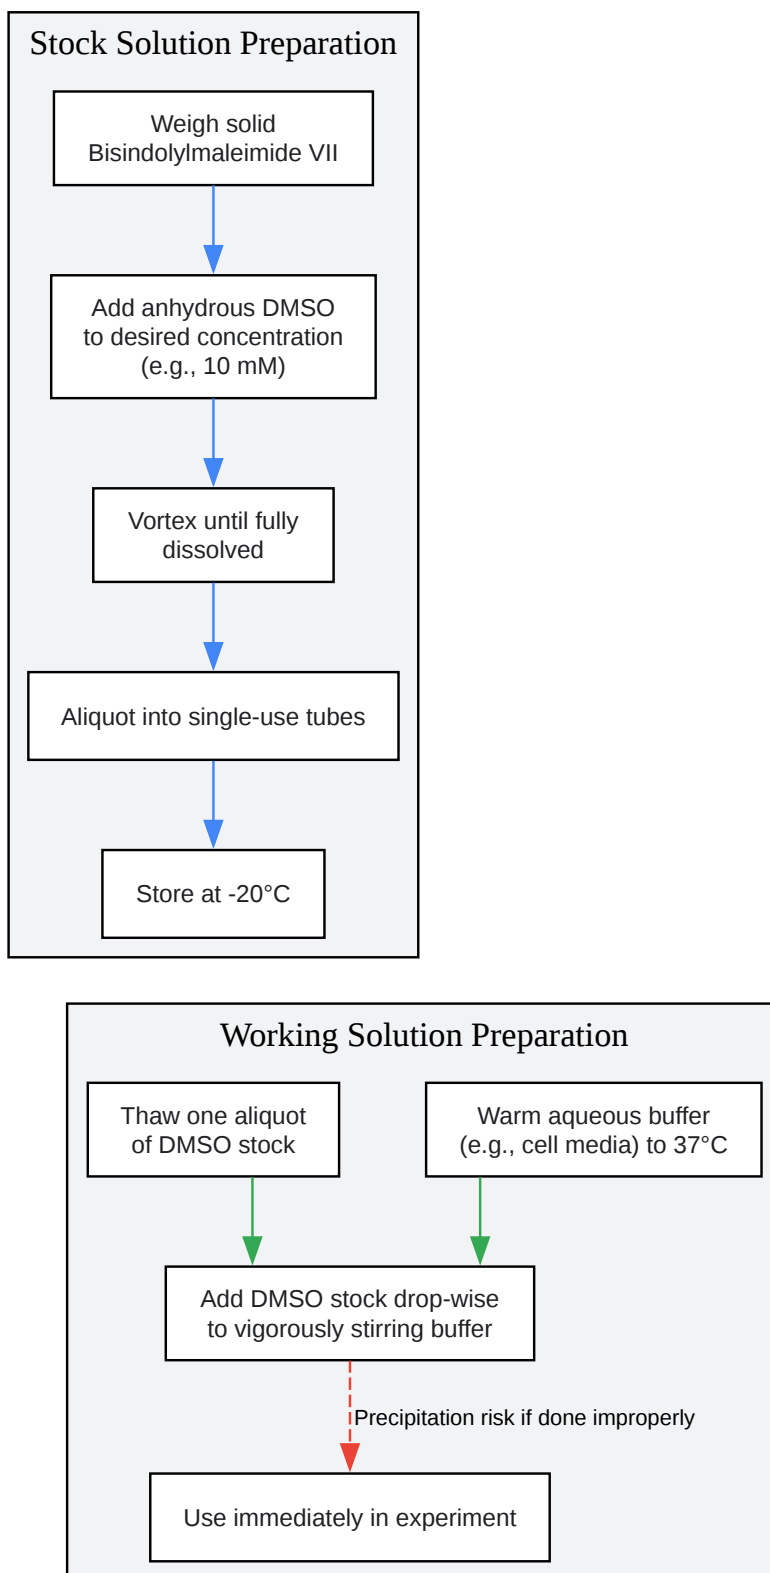 Stock Solution Preparation
Weigh solid
Bisindolylmaleimide VII
Add anhydrous DMSO
to desired concentration
(e.g., 10 mM)
Vortex until fully
dissolved
Aliquot into single-use tubes
Store at -20°C
Working Solution Preparation
Thaw one aliquot
of DMSO stock
Warm aqueous buffer
(e.g., cell media) to 37°C
Add DMSO stock drop-wise
to vigorously stirring buffer
Precipitation risk if done improperly
Use immediately in experiment